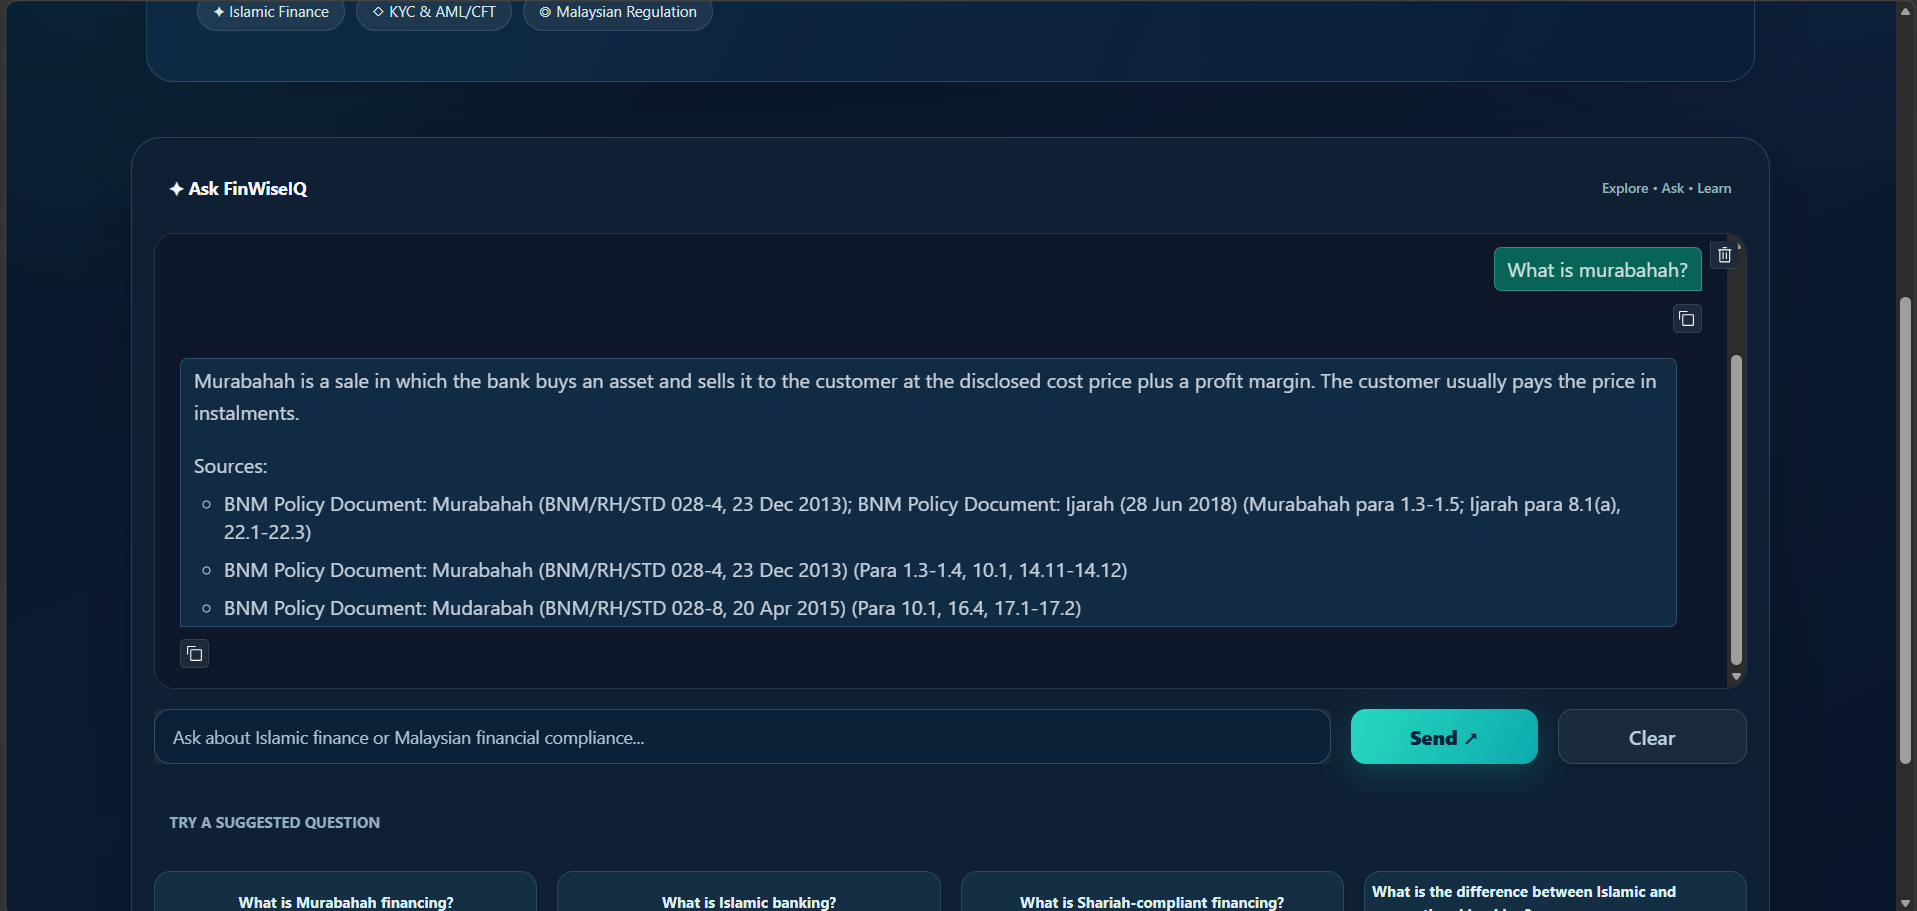 ✦ Islamic Finance
◇ KYC & AML/CFT
◎ Malaysian Regulation
✦ Ask FinWiseIQ
Explore • Ask • Learn
What is murabahah?
Murabahah is a sale in which the bank buys an asset and sells it to the customer at the disclosed cost price plus a profit margin. The customer usually pays the price in
instalments.
Sources:
BNM Policy Document: Murabahah (BNM/RH/STD 028-4, 23 Dec 2013); BNM Policy Document: Ijarah (28 Jun 2018) (Murabahah para 1.3-1.5; Ijarah para 8.1(a),
22.1-22.3)
BNM Policy Document: Murabahah (BNM/RH/STD 028-4, 23 Dec 2013) (Para 1.3-1.4, 10.1, 14.11-14.12)
BNM Policy Document: Mudarabah (BNM/RH/STD 028-8, 20 Apr 2015) (Para 10.1, 16.4, 17.1-17.2)
Ask about Islamic finance or Malaysian financial compliance...
Send ↗
Clear
TRY A SUGGESTED QUESTION
What is Murabahah financing?
What is Islamic banking?
What is Shariah-compliant financing?
What is the difference between Islamic and